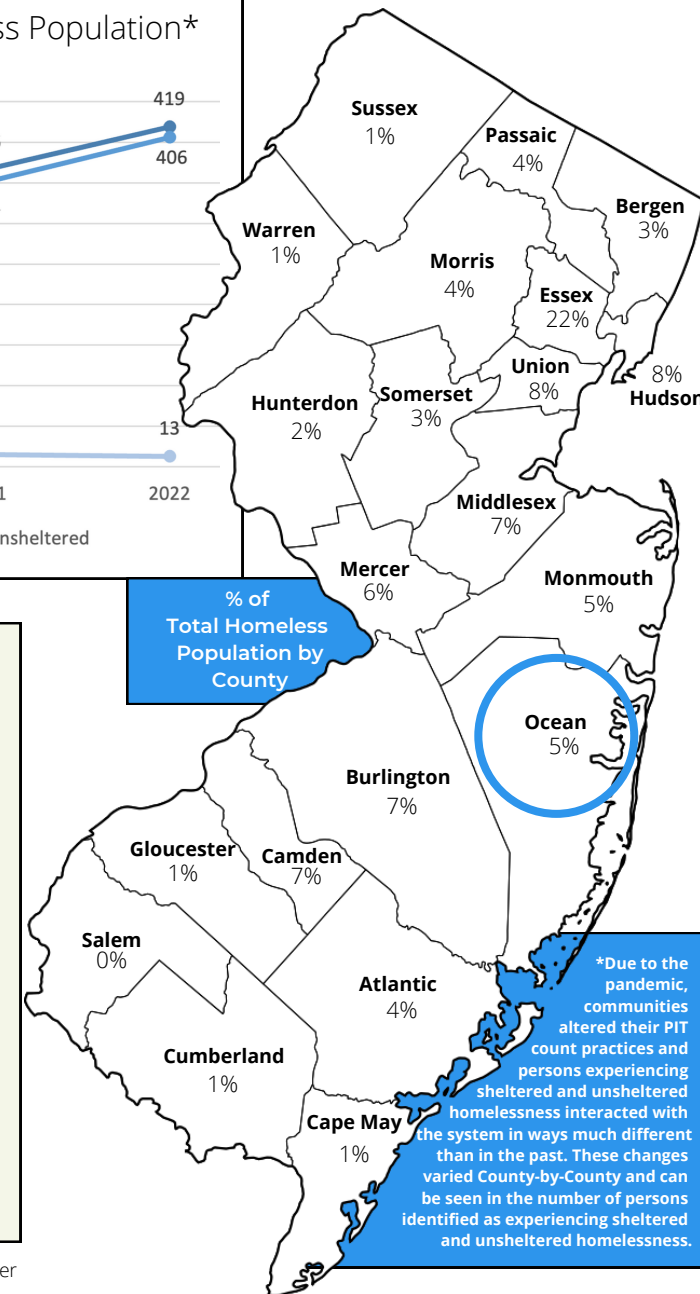 ss Population*
419
406
13
1
2022
nsheltered
Sussex
1%
Passaic
4%
Bergen
3%
Warren
1%
Morris
4%
Essex
22%
Union
8%
8%
Hudson
Hunterdon
2%
Somerset
3%
Middlesex
7%
Mercer
6%
Monmouth
5%
% of
Total Homeless
Population by
County
Ocean
5%
Burlington
7%
Gloucester
1%
Camden
7%
Salem
0%
Atlantic
4%
Cumberland
1%
Cape May
1%
*Due to the
pandemic,
communities
altered their PIT
count practices and
persons experiencing
sheltered and unsheltered
homelessness interacted with
the system in ways much different
than in the past. These changes
varied County-by-County and can
be seen in the number of persons
identified as experiencing sheltered
and unsheltered homelessness.
er